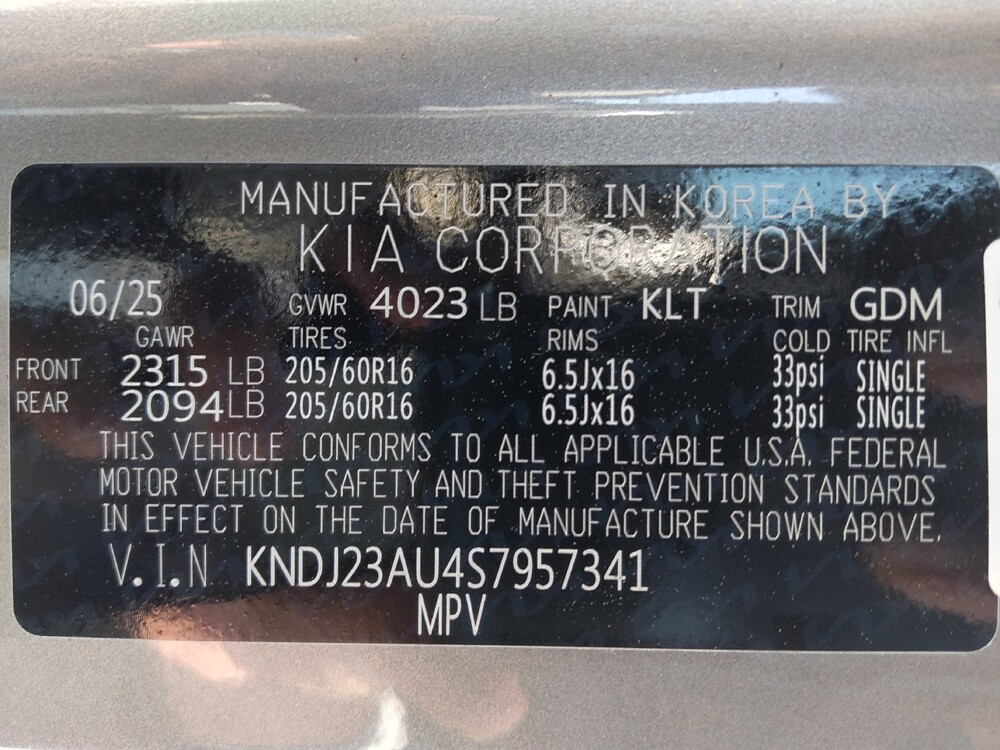 MANUFACTURED IN KOREA BY
KIA CORPORATION
06/25 GVWR 4023 LB PAINT KLT TRIM GDM
GAWR TIRES RIMS COLD TIRE INFL
FRONT 2315 LB 205/60R16 6.5Jx16 33psi SINGLE
REAR 2094 LB 205/60R16 6.5Jx16 33psi SINGLE
THIS VEHICLE CONFORMS TO ALL APPLICABLE U.S.A. FEDERAL
MOTOR VEHICLE SAFETY AND THEFT PREVENTION STANDARDS
IN EFFECT ON THE DATE OF MANUFACTURE SHOWN ABOVE.
V.I.N KNDJ23AU4S7957341
MPV